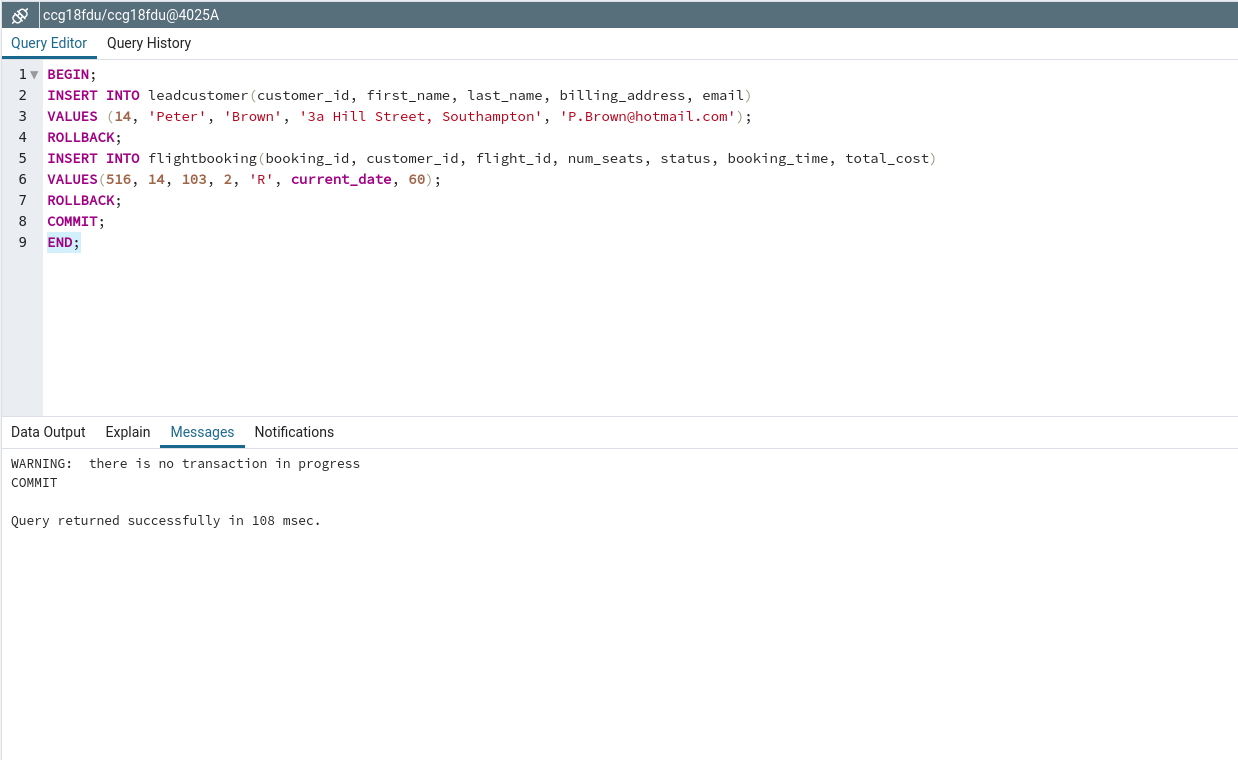 ccg18fdu/ccg18fdu@4025A
Query Editor Query History
1 BEGIN;
2 INSERT INTO leadcustomer(customer_id, first_name, last_name, billing_address, email)
3 VALUES (14, 'Peter', 'Brown', '3a Hill Street, Southampton', 'P.Brown@hotmail.com');
4 ROLLBACK;
5 INSERT INTO flightbooking(booking_id, customer_id, flight_id, num_seats, status, booking_time, total_cost)
6 VALUES(516, 14, 103, 2, 'R', current_date, 60);
7 ROLLBACK;
8 COMMIT;
9 END;
Data Output Explain Messages Notifications
WARNING:  there is no transaction in progress
COMMIT
Query returned successfully in 108 msec.